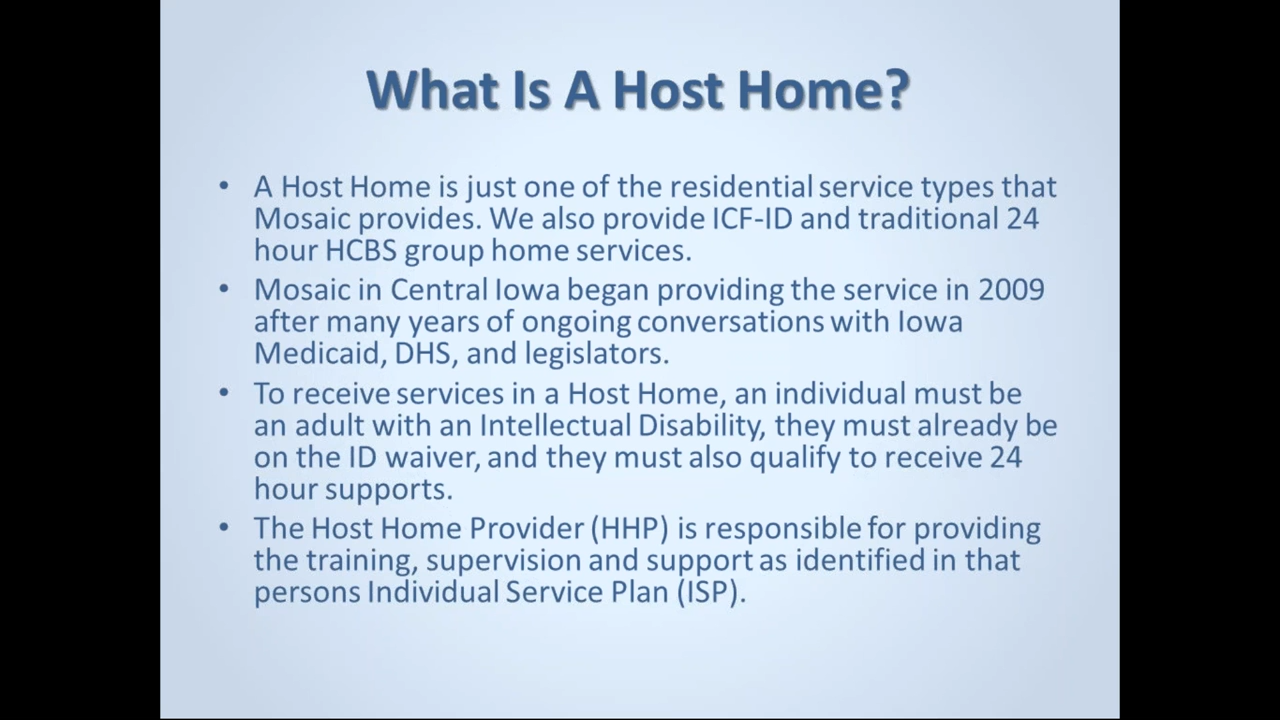 What Is A Host Home?
• A Host Home is just one of the residential service types that
Mosaic provides. We also provide ICF-ID and traditional 24
hour HCBS group home services.
• Mosaic in Central Iowa began providing the service in 2009
after many years of ongoing conversations with Iowa
Medicaid, DHS, and legislators.
• To receive services in a Host Home, an individual must be
an adult with an Intellectual Disability, they must already be
on the ID waiver, and they must also qualify to receive 24
hour supports.
• The Host Home Provider (HHP) is responsible for providing
the training, supervision and support as identified in that
persons Individual Service Plan (ISP).